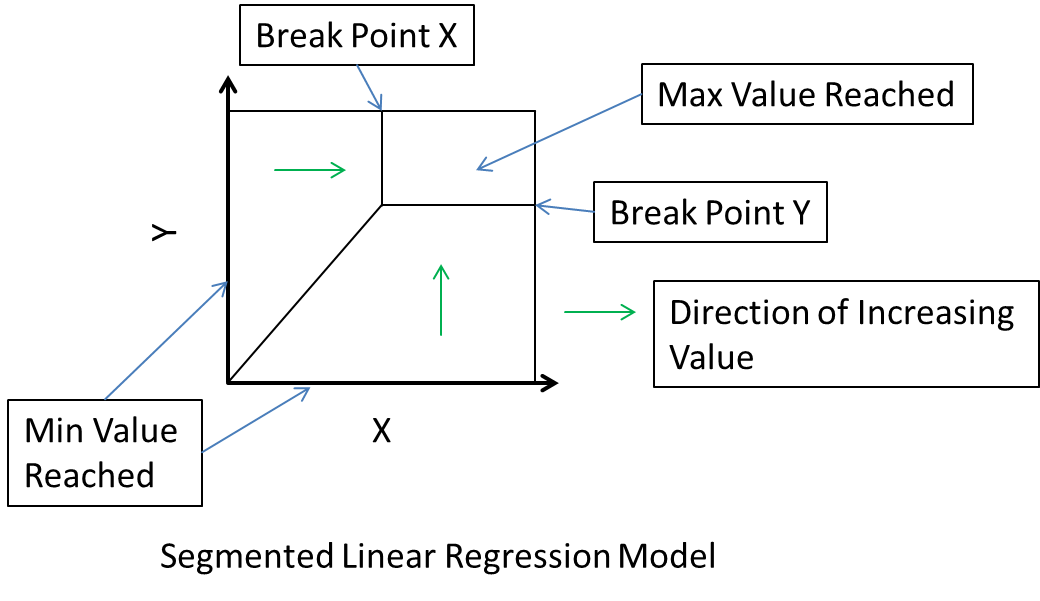 Break Point X
Max Value Reached
Break Point Y
Y
Direction of Increasing
Value
X
Min Value
Reached
Segmented Linear Regression Model